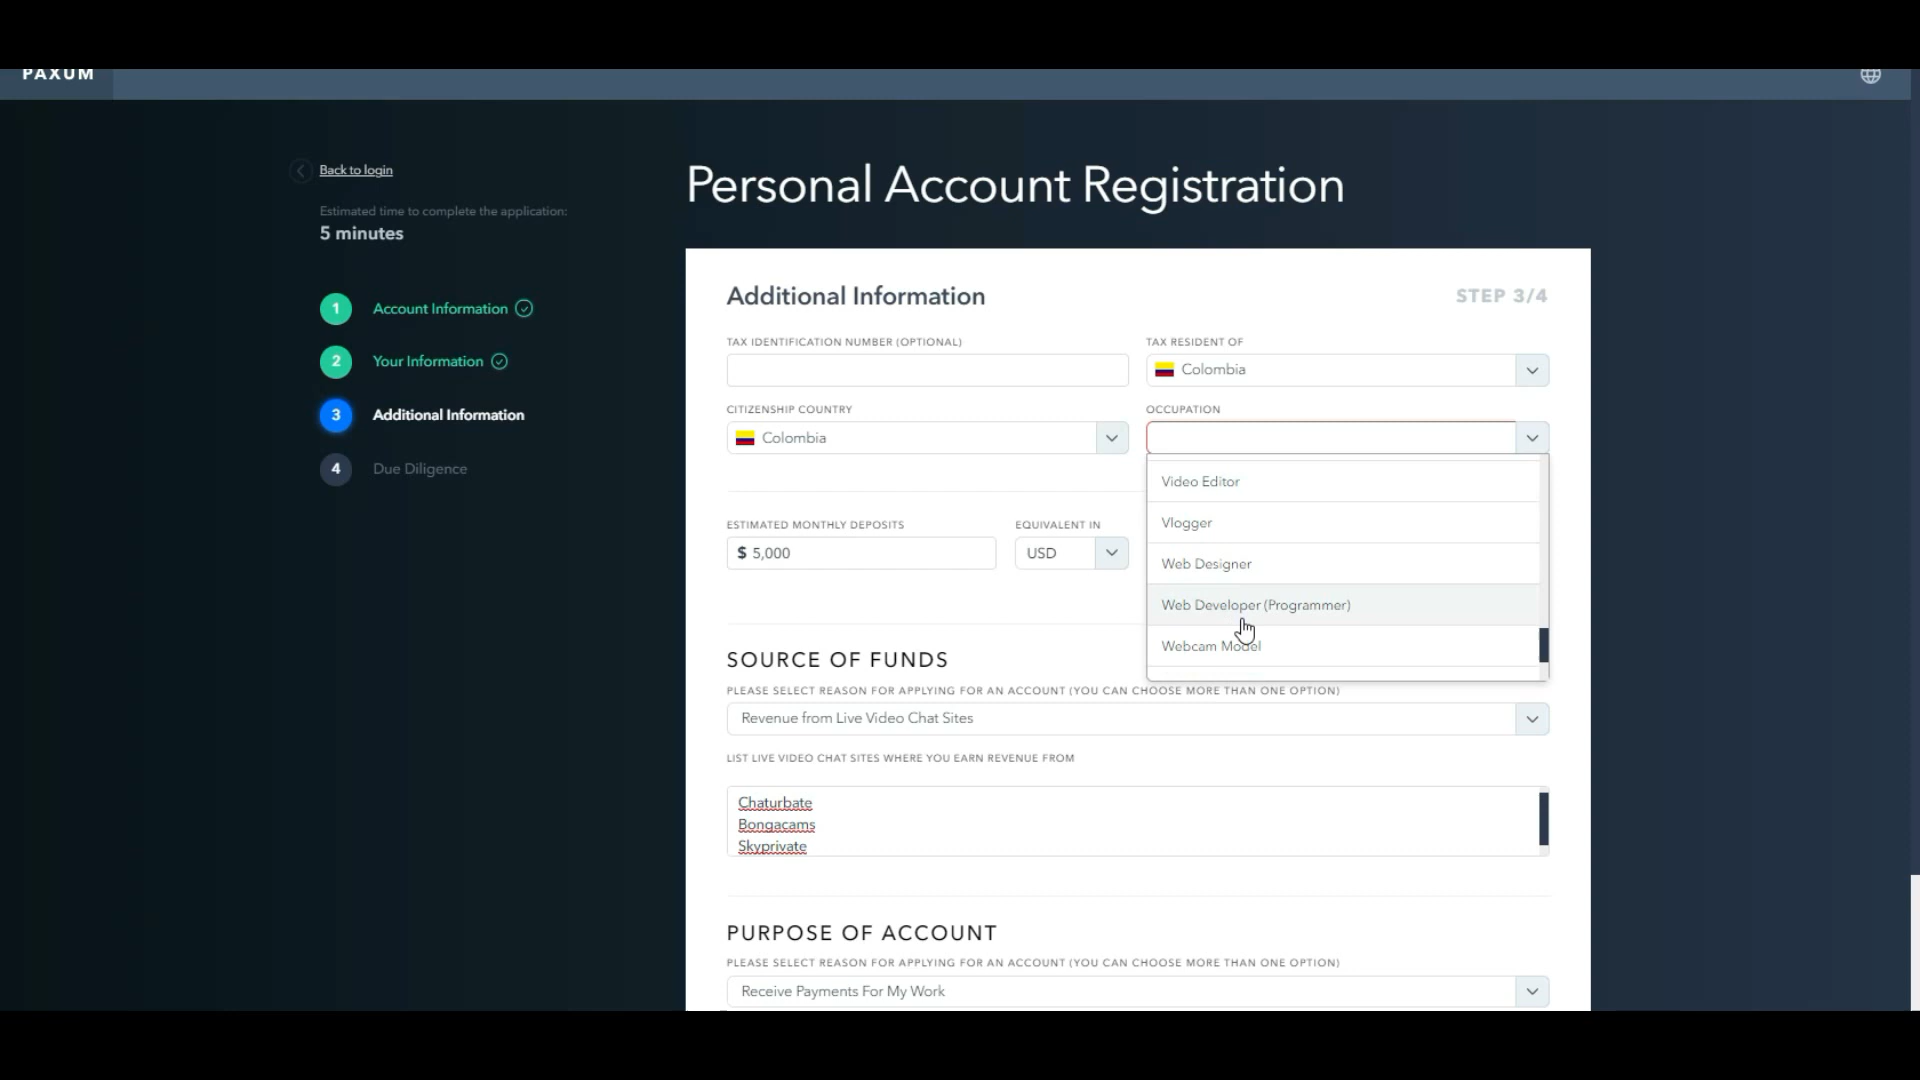 PAXUM
Back to login
Estimated time to complete the application:
5 minutes
1 Account Information
2 Your Information
3 Additional Information
4 Due Diligence
Personal Account Registration
Additional Information STEP 3/4
TAX IDENTIFICATION NUMBER (OPTIONAL) TAX RESIDENT OF
Colombia
CITIZENSHIP COUNTRY OCCUPATION
Colombia
Video Editor
Vlogger
Web Designer
Web Developer (Programmer)
Webcam Model
ESTIMATED MONTHLY DEPOSITS EQUIVALENT IN
$ 5,000 USD
SOURCE OF FUNDS
PLEASE SELECT REASON FOR APPLYING FOR AN ACCOUNT (YOU CAN CHOOSE MORE THAN ONE OPTION)
Revenue from Live Video Chat Sites
LIST LIVE VIDEO CHAT SITES WHERE YOU EARN REVENUE FROM
Chaturbate
Bongacams
Skyprivate
PURPOSE OF ACCOUNT
PLEASE SELECT REASON FOR APPLYING FOR AN ACCOUNT (YOU CAN CHOOSE MORE THAN ONE OPTION)
Receive Payments For My Work